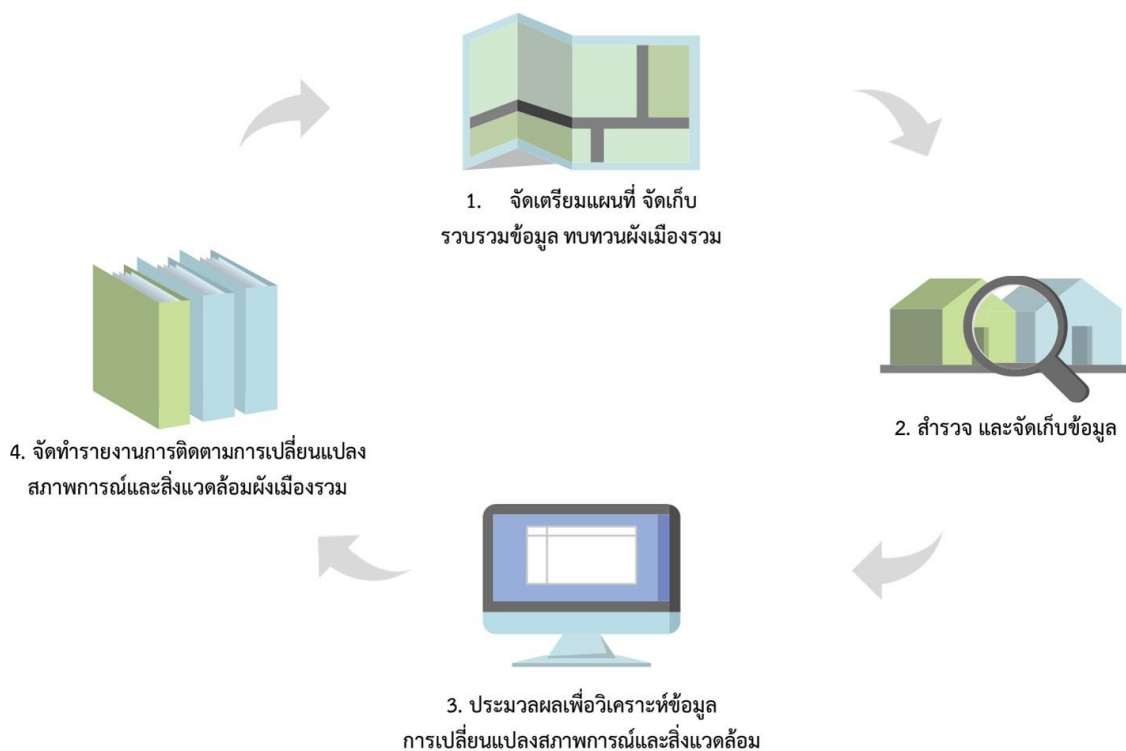 1. จัดเตรียมแผนที่ จัดเก็บ
รวบรวมข้อมูล ทบทวนผังเมืองรวม
2. สำรวจ และจัดเก็บข้อมูล
3. ประมวลผลเพื่อวิเคราะห์ข้อมูล
การเปลี่ยนแปลงสภาพการณ์และสิ่งแวดล้อม
4. จัดทำรายงานการติดตามการเปลี่ยนแปลง
สภาพการณ์และสิ่งแวดล้อมผังเมืองรวม